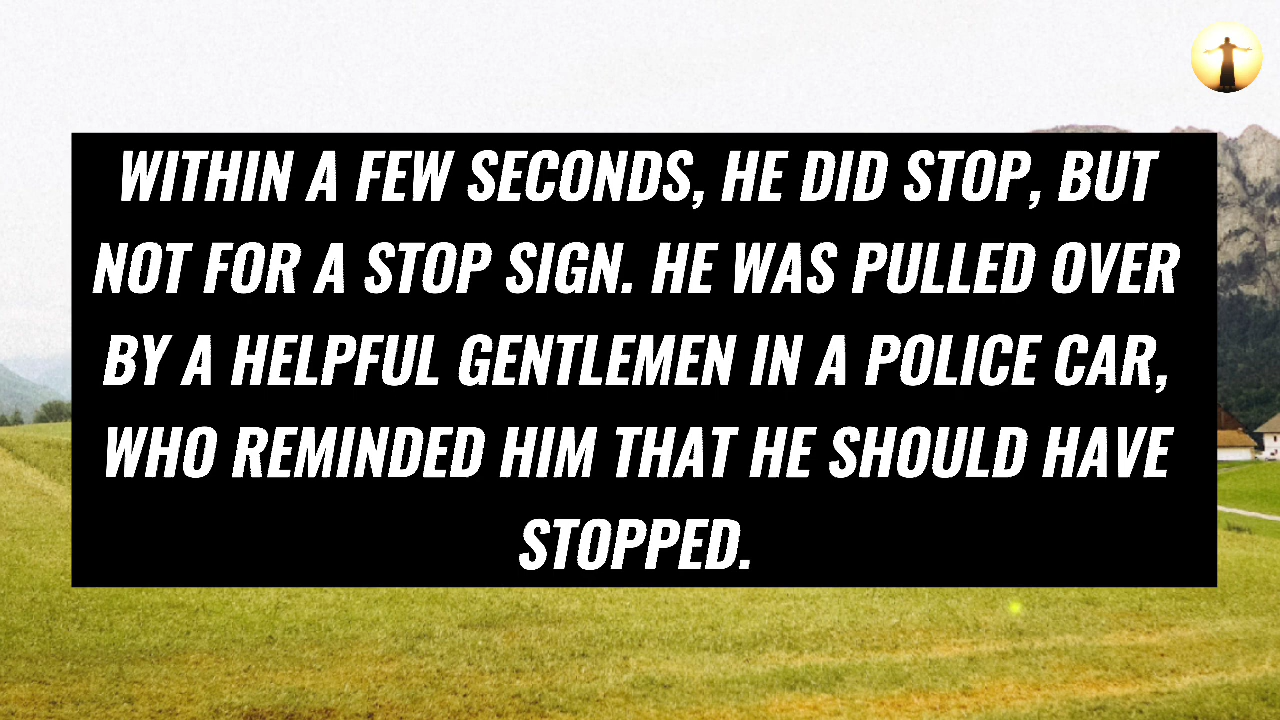 WITHIN A FEW SECONDS, HE DID STOP, BUT
NOT FOR A STOP SIGN. HE WAS PULLED OVER
BY A HELPFUL GENTLEMEN IN A POLICE CAR,
WHO REMINDED HIM THAT HE SHOULD HAVE
STOPPED.